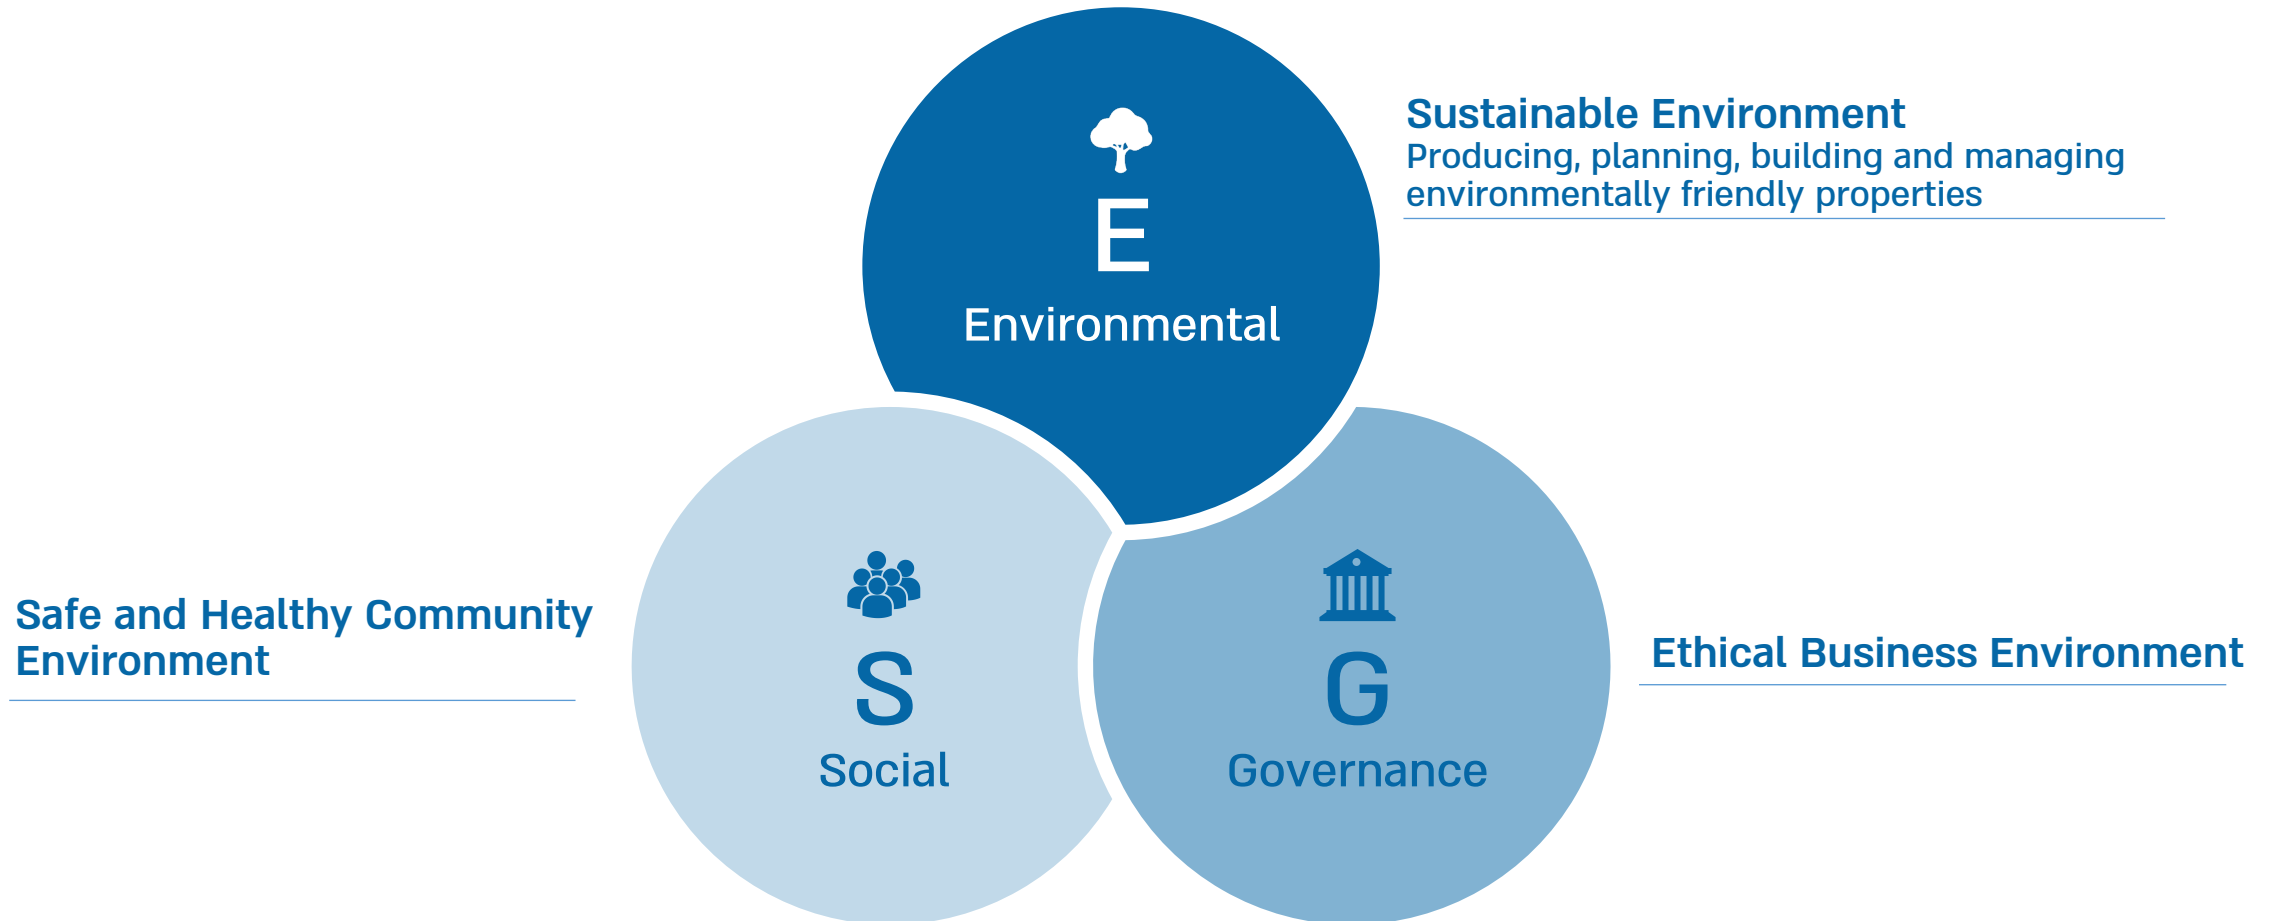 E
Environmental
Sustainable Environment
Producing, planning, building and managing
environmentally friendly properties
Safe and Healthy Community
Environment
S
Social
G
Governance
Ethical Business Environment